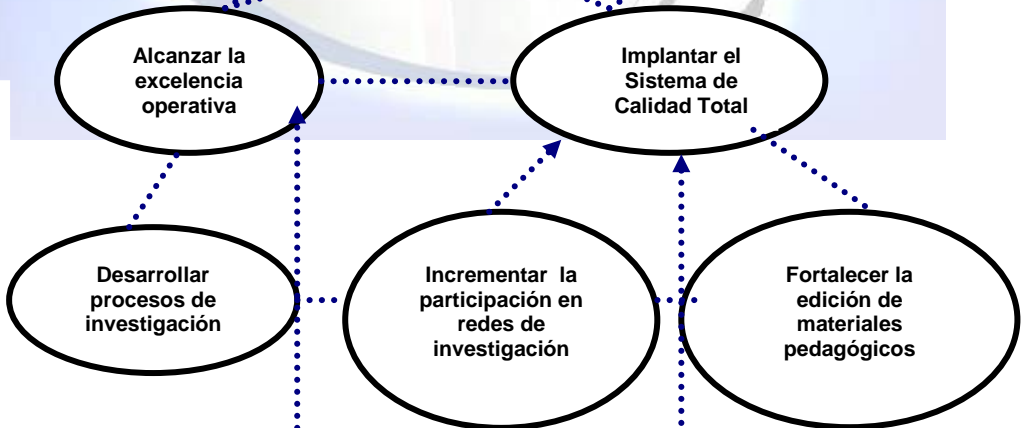 Alcanzar la
excelencia
operativa
Implantar el
Sistema de
Calidad Total
Desarrollar
procesos de
investigación
Incrementar la
participación en
redes de
investigación
Fortalecer la
edición de
materiales
pedagógicos